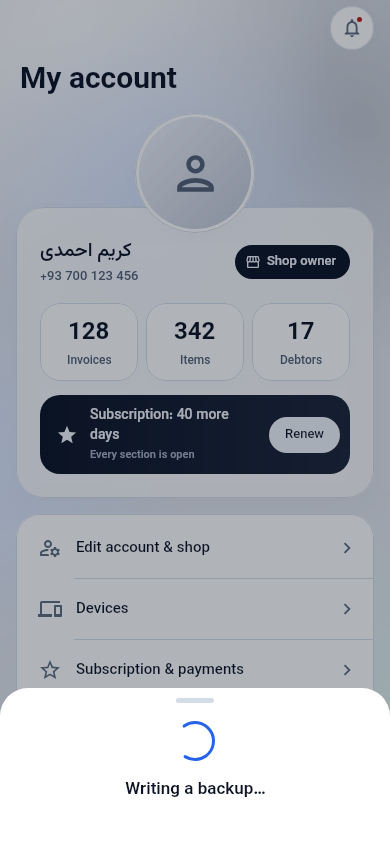 My account
کریم احمدی
+93 700 123 456
Shop owner
128
Invoices
342
Items
17
Debtors
Subscription: 40 more
days
Every section is open
Renew
Edit account & shop
Devices
Subscription & payments
Writing a backup…